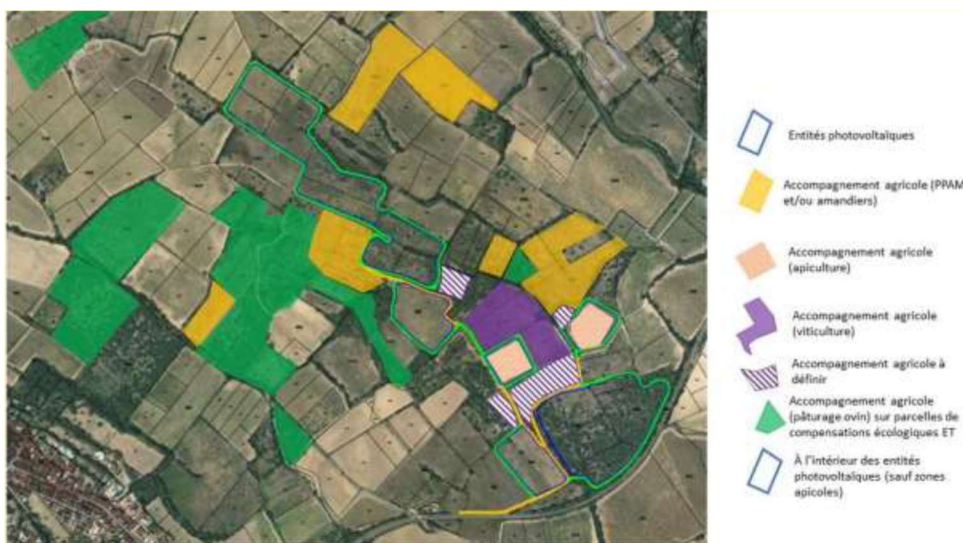 Entités photovoltaïques
Accompagnement agricole (PPAM
et/ou amandiers)
Accompagnement agricole
(apiculture)
Accompagnement agricole
(viticulture)
Accompagnement agricole à
définir
Accompagnement agricole
(pâturage ovin) sur parcelles de
compensations écologiques ET
À l'intérieur des entités
photovoltaïques (sauf zones
apicoles)